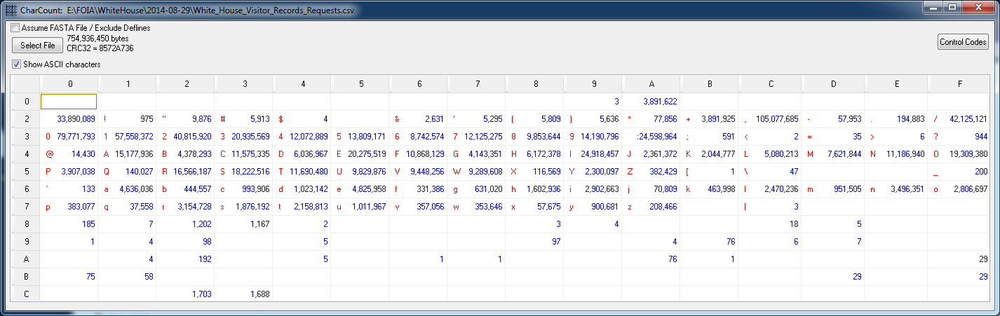 CharCount: E:\FOIA\WhiteHouse\2014-08-29\White_House_Visitor_Records_Requests.csv
Assume FASTA File / Exclude Deflines
Select File 754,936,450 bytes Control Codes
CRC32 = 8572A736
Show ASCII characters
0 1 2 3 4 5 6 7 8 9 A B C D E F
0 3 3,891,622
2 33,890,089 ! 975 " 9,876 # 5,913 $ 4 & 2,631 ' 5,295 ( 5,809 ) 5,636 * 77,856 + 3,891,925 , 105,077,685 - 57,953 . 194,883 / 42,125,121
3 0 79,771,793 1 57,558,372 2 40,815,920 3 20,935,569 4 12,072,889 5 13,809,171 6 8,742,574 7 12,125,275 8 9,853,644 9 14,190,796 :24,598,964 ; 591 < 2 = 35 > 6 ? 944
4 @ 14,430 A 15,177,936 B 4,378,293 C 11,575,335 D 6,036,967 E 20,275,519 F 10,868,129 G 4,143,351 H 6,172,378 I 24,918,457 J 2,361,372 K 2,044,777 L 5,080,213 M 7,621,844 N 11,186,940 O 19,309,380
5 P 3,907,038 Q 140,027 R 16,566,187 S 18,222,516 T 11,690,480 U 9,829,876 V 9,448,256 W 9,289,608 X 116,569 Y 2,300,097 Z 382,429 [ 1 \ 47 _ 200
6 ` 133 a 4,636,036 b 444,557 c 993,906 d 1,023,142 e 4,825,958 f 331,386 g 631,020 h 1,602,936 i 2,902,663 j 70,809 k 463,998 l 2,470,236 m 951,505 n 3,496,351 o 2,806,697
7 p 383,077 q 37,558 r 3,154,728 s 1,876,192 t 2,158,813 u 1,011,967 v 357,056 w 353,646 x 57,675 y 900,681 z 208,466 | 3
8 185 7 1,202 1,167 2 3 4 18 5
9 1 4 98 5 97 4 76 6 7
A 4 192 5 1 1 76 1 29
B 75 58 29 29
C 1,703 1,688